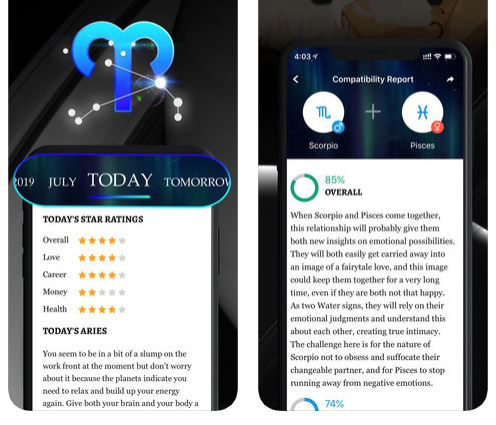 2019 JULY TODAY TOMORROW
TODAY'S STAR RATINGS
Overall
Love
Career
Money
Health
TODAY'S ARIES
You seem to be in a bit of a slump on the
work front at the moment but don't worry
about it because the planets indicate you
need to relax and build up your energy
again. Give both your brain and your body a
4:03
Compatibility Report
Scorpio
Pisces
85%
OVERALL
When Scorpio and Pisces come together,
this relationship will probably give them
both new insights on emotional possibilities.
They will both easily get carried away into
an image of a fairytale love, and this image
could keep them together for a very long
time, even if they are both not that happy.
As two Water signs, they will rely on their
emotional judgments and understand this
about each other, creating true intimacy.
The challenge here is for the nature of
Scorpio not to obsess and suffocate their
changeable partner, and for Pisces to stop
running away from negative emotions.
74%